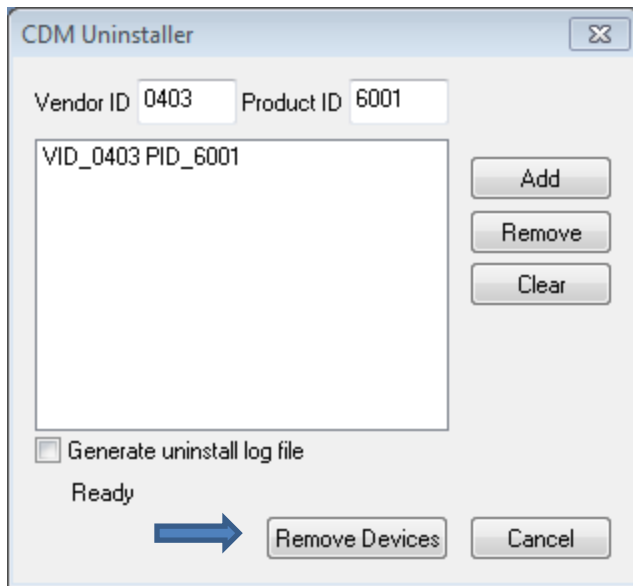 CDM Uninstaller
Vendor ID 0403 Product ID 6001
VID_0403 PID_6001
Add
Remove
Clear
Generate uninstall log file
Ready
Remove Devices Cancel